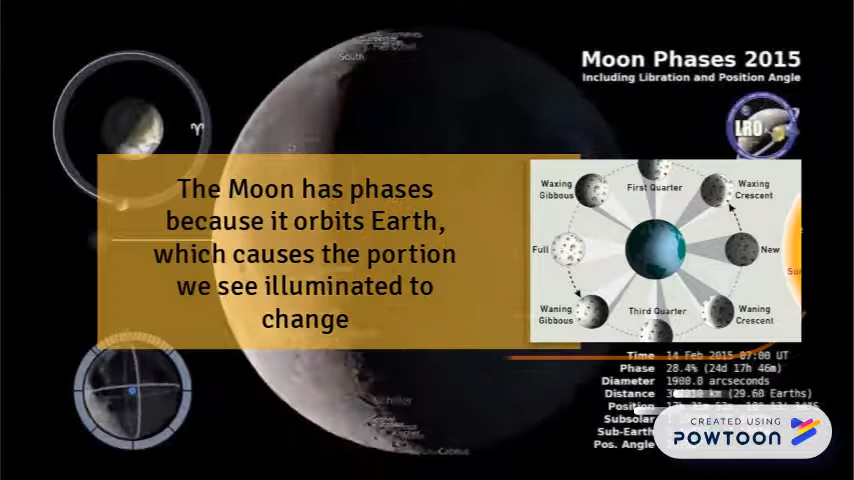 South
Moon Phases 2015
Including Libration and Position Angle
LRO
The Moon has phases
because it orbits Earth,
which causes the portion
we see illuminated to
change
Waxing
Gibbous
First Quarter
Waxing
Crescent
Full
New
Waning
Gibbous
Third Quarter
Waning
Crescent
Time 14 Feb 2015 07:00 UT
Phase 28.4% (24d 17h 46m)
Diameter 1900.0 arcseconds
Distance km (29.60 Earths)
Position
Subsolar
Sub-Earth
Pos. Angle
CREATED USING
POWTOON